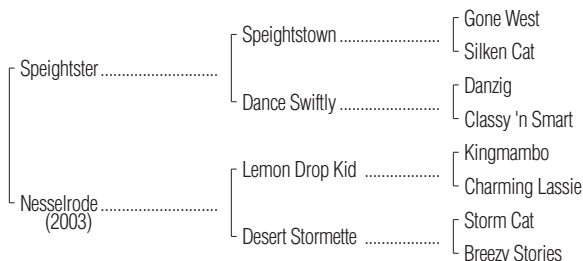 Gone West
Speightstown ....................
Silken Cat
Speightster ........................
Danzig
Dance Swiftly ....................
Classy 'n Smart
Kingmambo
Lemon Drop Kid ...............
Charming Lassie
Nesselrode ........................
(2003)
Storm Cat
Desert Stormette ...............
Breezy Stories